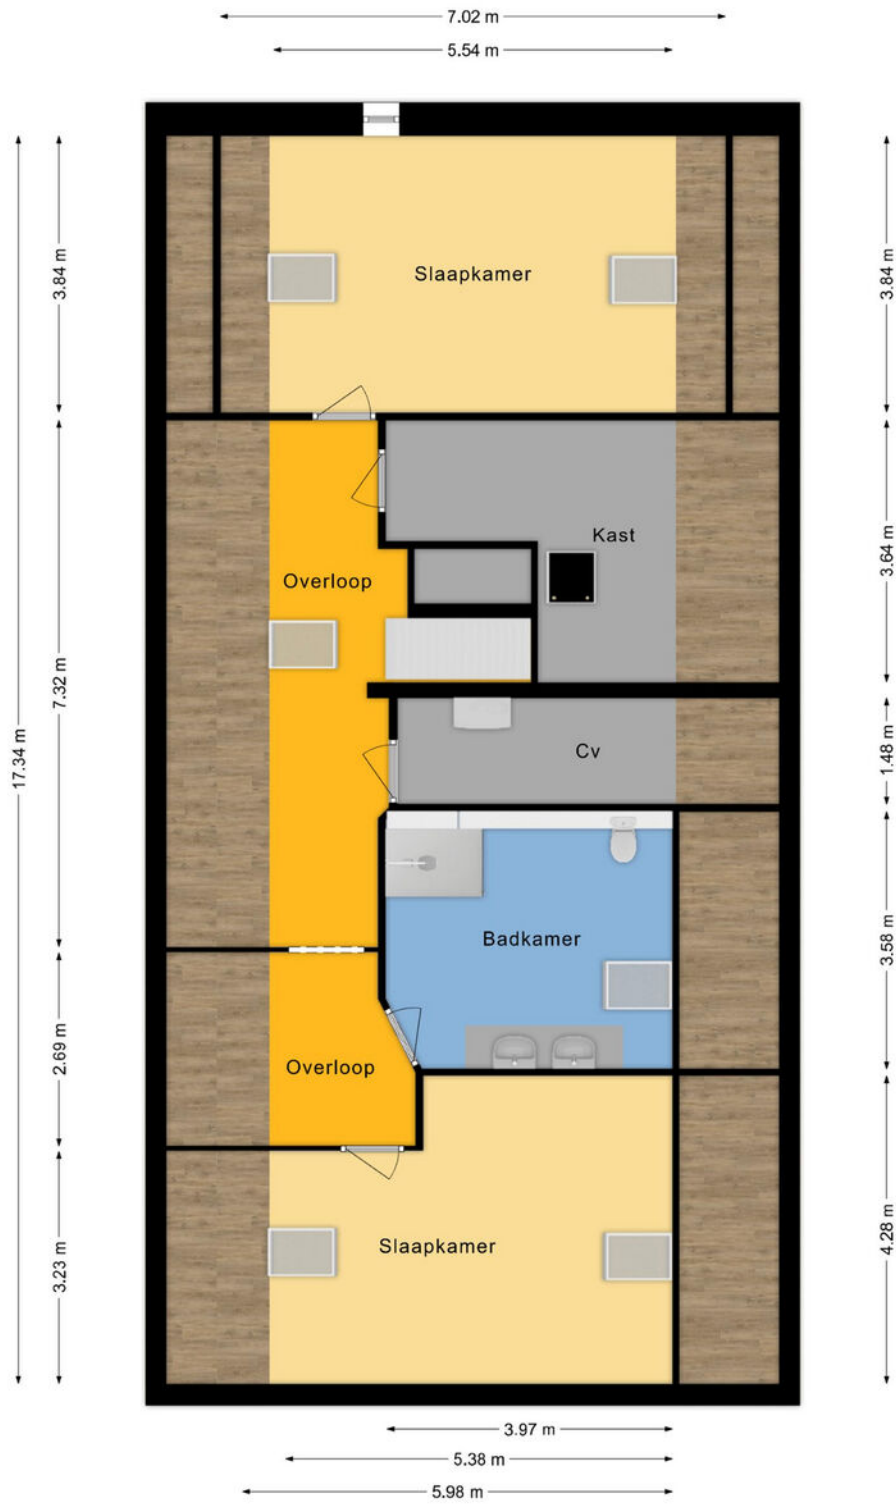 7.02 m
5.54 m
3.84 m
3.84 m
Slaapkamer
Kast
3.64 m
Overloop
7.32 m
17.34 m
Cv
1.48 m
Badkamer
3.58 m
2.69 m
Overloop
4.28 m
Slaapkamer
3.23 m
3.97 m
5.38 m
5.98 m